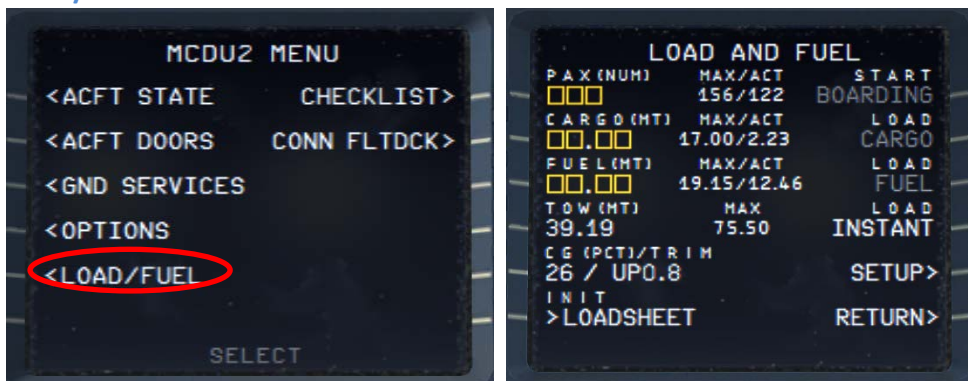 MCDU2 MENU
<ACFT STATE CHECKLIST>
<ACFT DOORS CONN FLTDCK>
<GND SERVICES
<OPTIONS
<LOAD/FUEL
SELECT
LOAD AND FUEL
PAX(NUM) MAX/ACT START
□□□ 156/122 BOARDING
CARGO(MT) MAX/ACT LOAD
□□.□□ 17.00/2.23 CARGO
FUEL(MT) MAX/ACT LOAD
□□.□□ 19.15/12.46 FUEL
TOW(MT) MAX LOAD
39.19 75.50 INSTANT
CG(PCT)/TRIM
26 / UP0.8 SETUP>
INIT
>LOADSHEET RETURN>